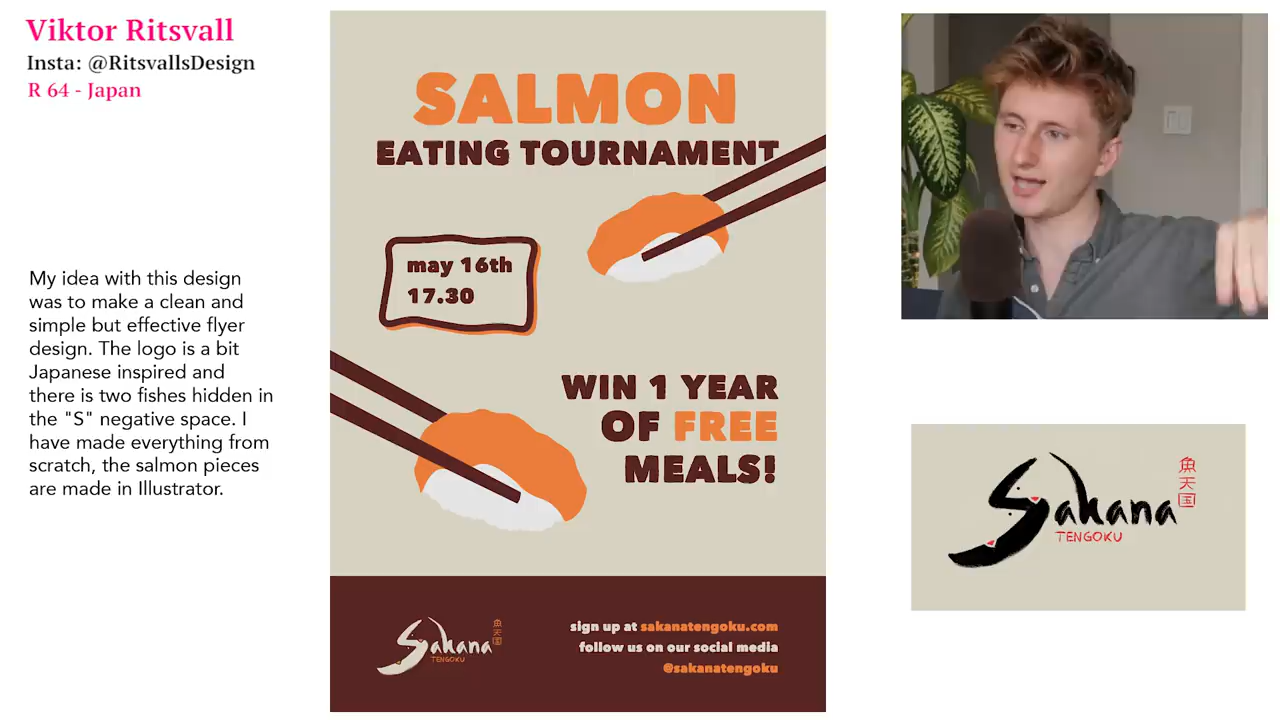 Viktor Ritsvall
Insta: @RitsvallsDesign
R 64 - Japan
My idea with this design
was to make a clean and
simple but effective flyer
design. The logo is a bit
Japanese inspired and
there is two fishes hidden in
the "S" negative space. I
have made everything from
scratch, the salmon pieces
are made in Illustrator.
SALMON
EATING TOURNAMENT
may 16th
17.30
WIN 1 YEAR
OF FREE
MEALS!
Sakana
TENGOKU
魚天国
sign up at sakanatengoku.com
follow us on our social media
@sakanatengoku
Sakana
TENGOKU
魚天国